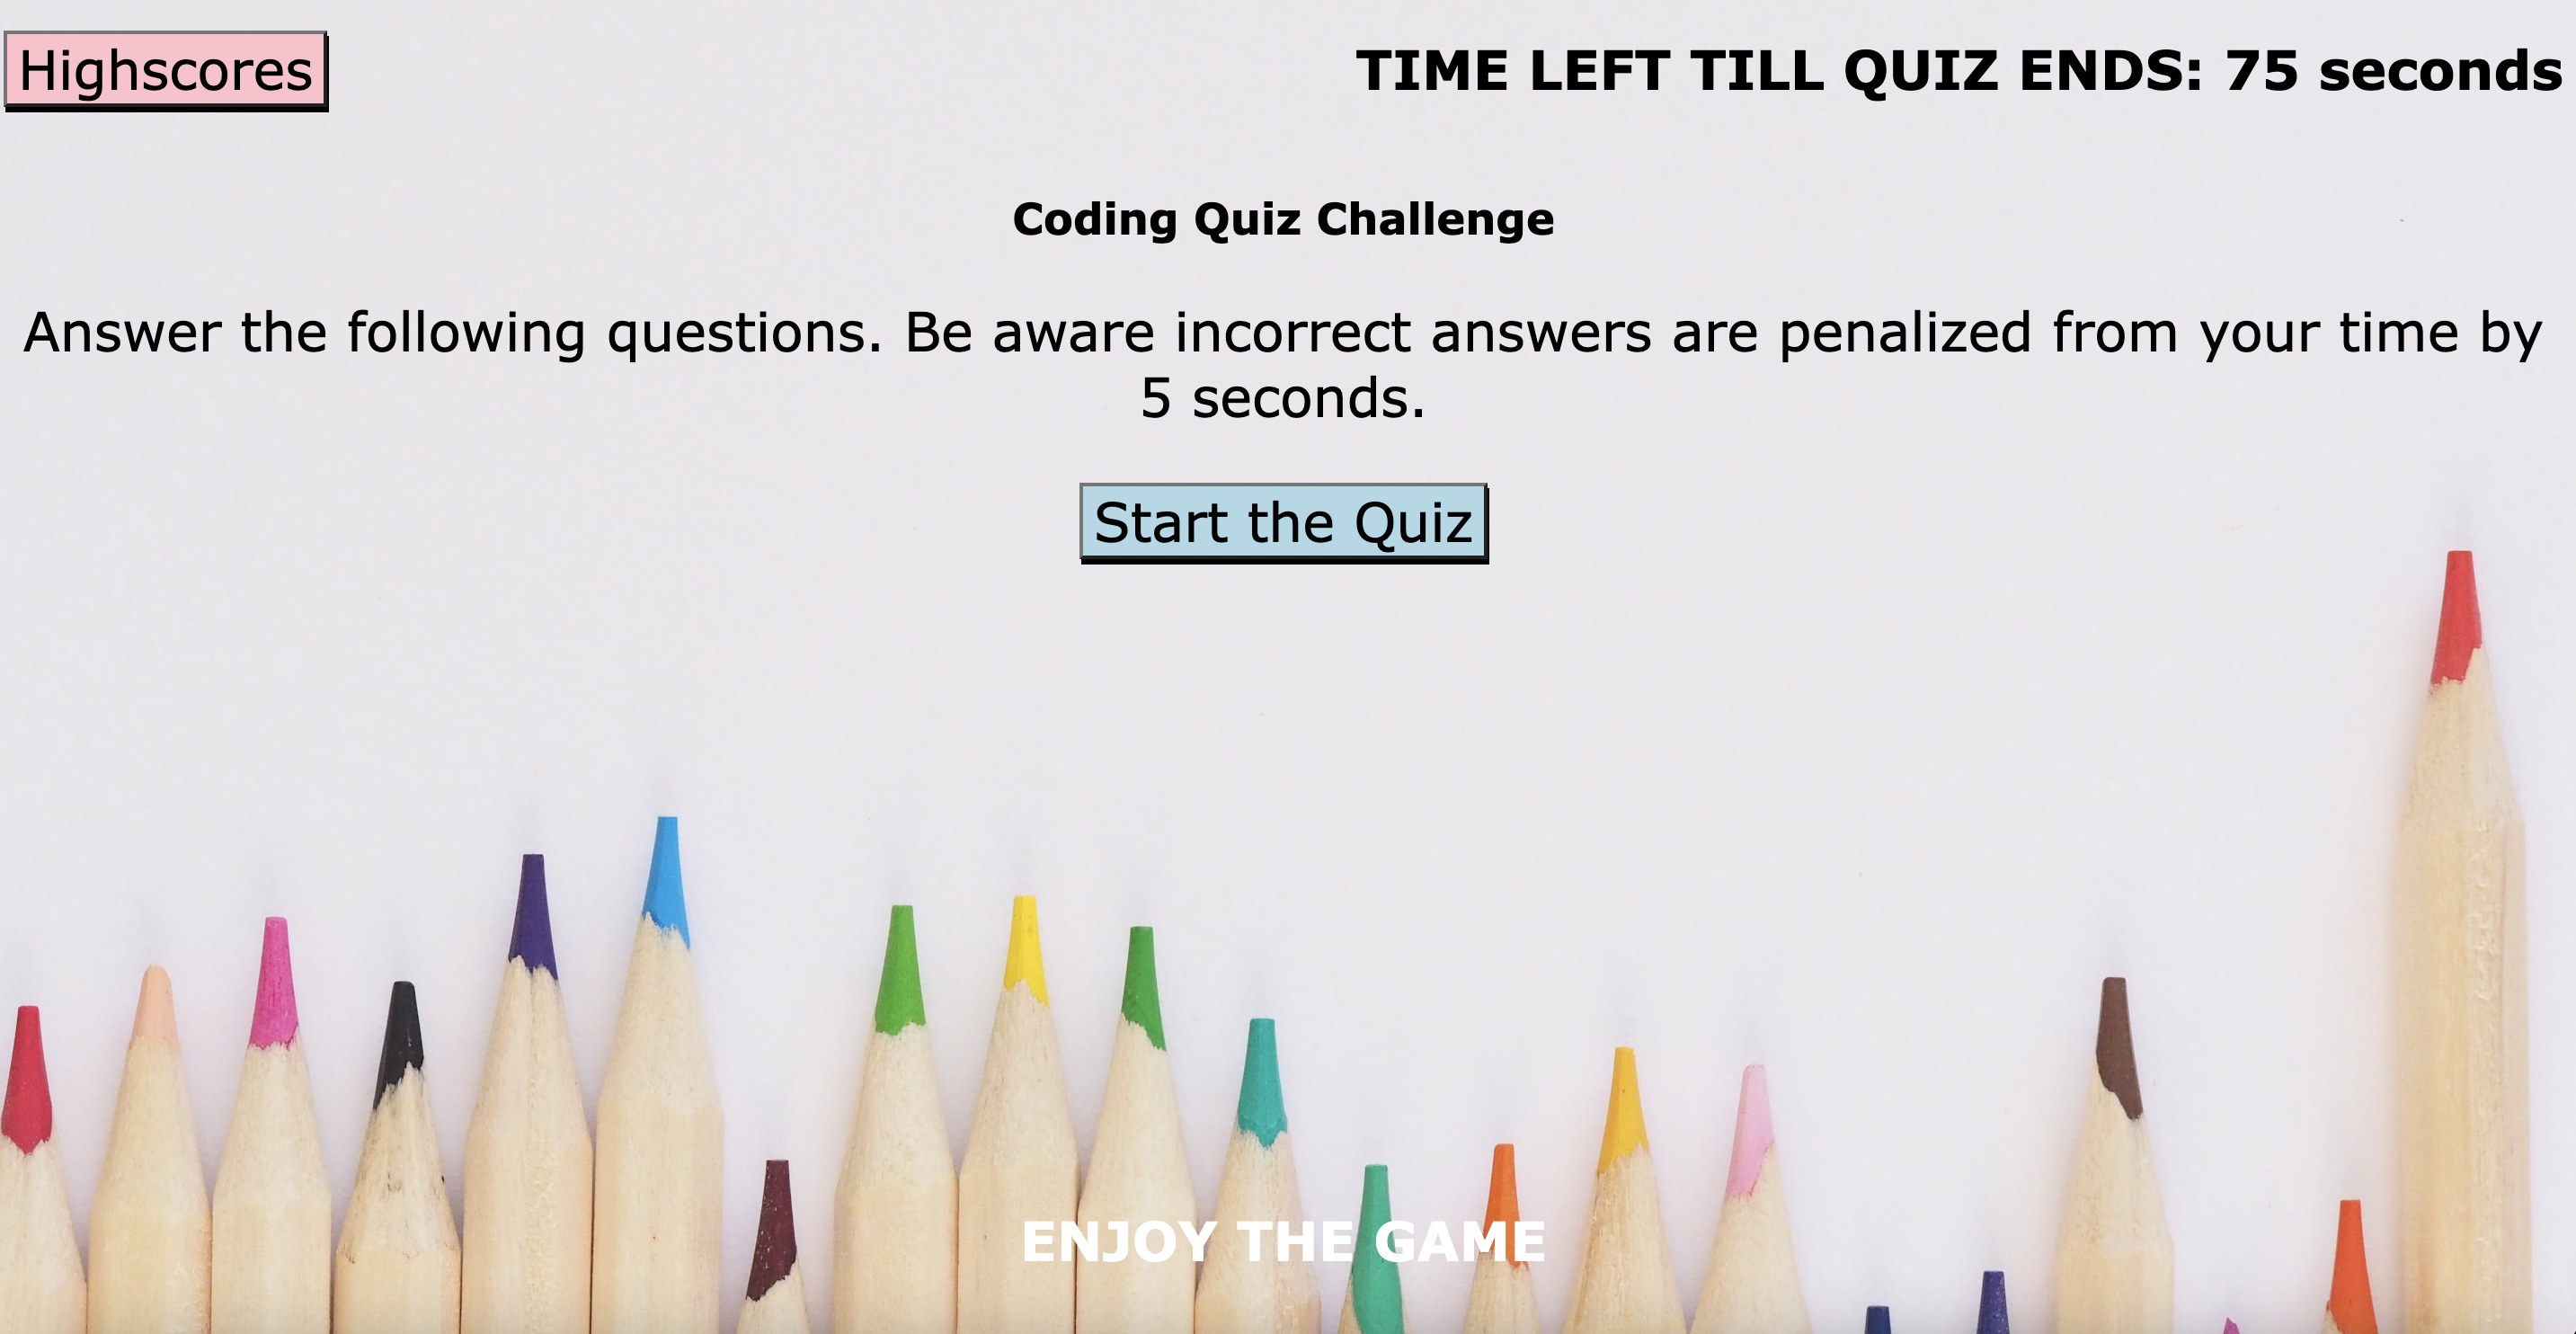 Highscores
TIME LEFT TILL QUIZ ENDS: 75 seconds
Coding Quiz Challenge
Answer the following questions. Be aware incorrect answers are penalized from your time by
5 seconds.
Start the Quiz
ENJOY THE GAME